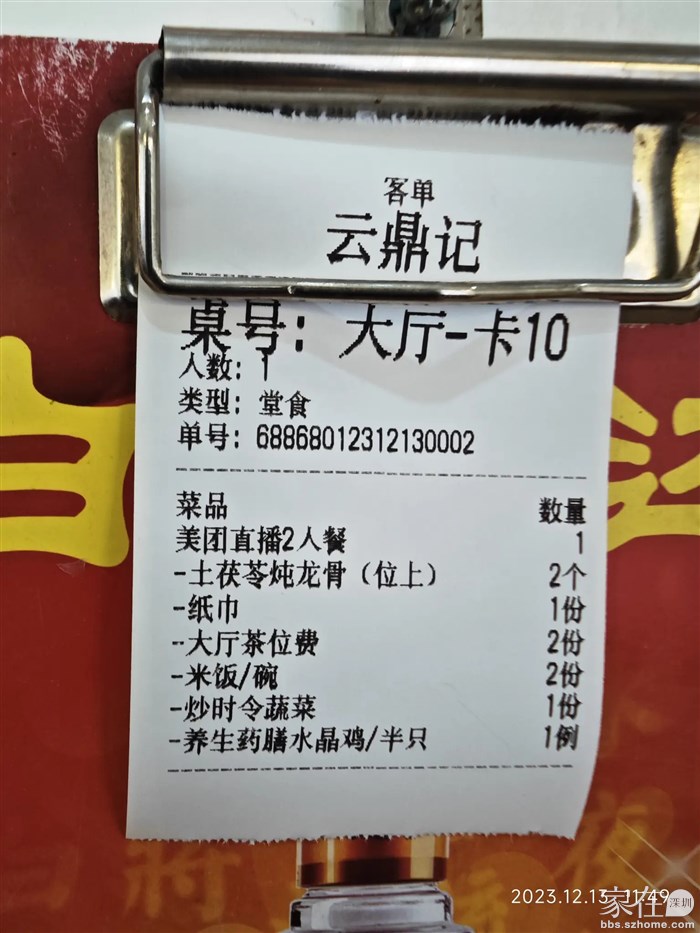 客单
云鼎记
桌号: 大厅-卡10
人数: 1
类型: 堂食
单号: 68868012312130002
菜品 数量
美团直播2人餐 1
-土茯苓炖龙骨（位上） 2个
-纸巾 1份
-大厅茶位费 2份
-米饭/碗 2份
-炒时令蔬菜 1份
-养生药膳水晶鸡/半只 1例
2023.12.13 11:49
家在深圳
bbs.szhome.com